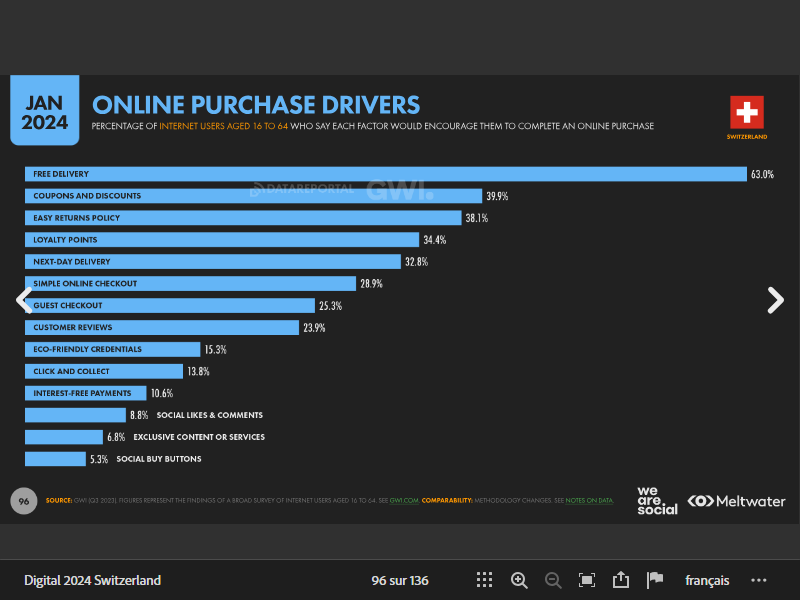 JAN
2024
ONLINE PURCHASE DRIVERS
PERCENTAGE OF INTERNET USERS AGED 16 TO 64 WHO SAY EACH FACTOR WOULD ENCOURAGE THEM TO COMPLETE AN ONLINE PURCHASE
SWITZERLAND
FREE DELIVERY 63.0%
DATAREPORTAL GWI.
COUPONS AND DISCOUNTS 39.9%
EASY RETURNS POLICY 38.1%
LOYALTY POINTS 34.4%
NEXT-DAY DELIVERY 32.8%
SIMPLE ONLINE CHECKOUT 28.9%
GUEST CHECKOUT 25.3%
CUSTOMER REVIEWS 23.9%
ECO-FRIENDLY CREDENTIALS 15.3%
CLICK AND COLLECT 13.8%
INTEREST-FREE PAYMENTS 10.6%
8.8% SOCIAL LIKES & COMMENTS
6.8% EXCLUSIVE CONTENT OR SERVICES
5.3% SOCIAL BUY BUTTONS
96 SOURCE: GWI (Q3 2023). FIGURES REPRESENT THE FINDINGS OF A BROAD SURVEY OF INTERNET USERS AGED 16 TO 64. SEE GWI.COM. COMPARABILITY: METHODOLOGY CHANGES. SEE NOTES ON DATA.
we
are
social
Meltwater
Digital 2024 Switzerland 96 sur 136 français